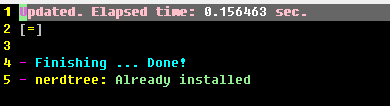 1 Updated. Elapsed time: 0.156463 sec.
2 [=]
3
4 - Finishing ... Done!
5 - nerdtree: Already installed